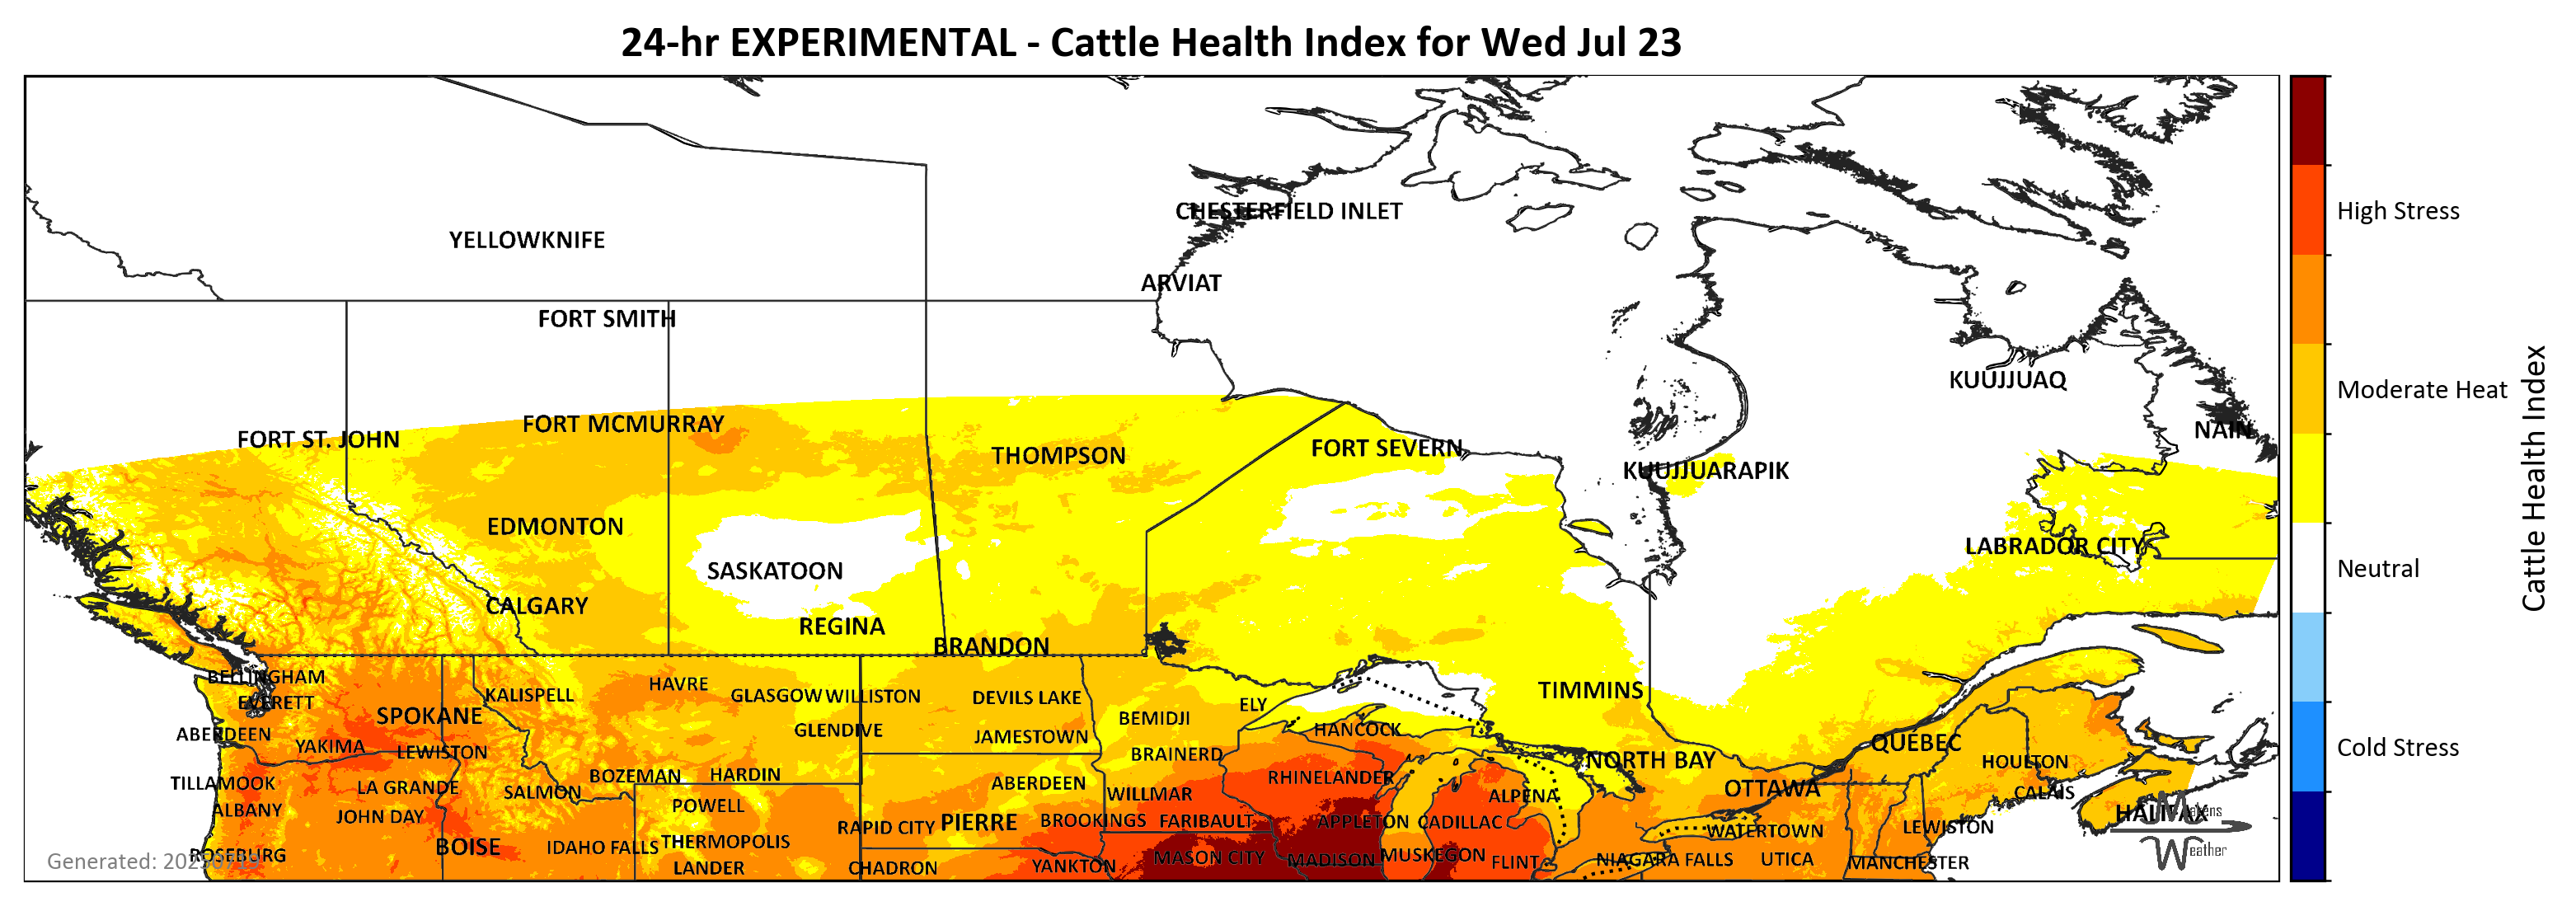 24-hr EXPERIMENTAL - Cattle Health Index for Wed Jul 23
CHESTERFIELD INLET
High Stress
YELLOWKNIFE
ARVIAT
FORT SMITH
KUUJJUAQ
Moderate Heat
FORT MCMURRAY
NAIN
FORT ST. JOHN
THOMPSON
FORT SEVERN
KUUJJUARAPIK
Cattle Health Index
EDMONTON
LABRADOR CITY
SASKATOON
Neutral
CALGARY
REGINA
BRANDON
BELLINGHAM
KALISPELL
HAVRE
GLASGOW
WILLISTON
DEVILS LAKE
TIMMINS
EVERETT
ELY
SPOKANE
BEMIDJI
ABERDEEN
GLENDIVE
JAMESTOWN
HANCOCK
QUEBEC
YAKIMA
LEWISTON
BRAINERD
NORTH BAY
HOULTON
Cold Stress
TILLAMOOK
LA GRANDE
SALMON
BOZEMAN
HARDIN
ABERDEEN
RHINELANDER
OTTAWA
CALAIS
WILLMAR
ALPENA
ALBANY
JOHN DAY
POWELL
RAPID CITY
PIERRE
BROOKINGS
FARIBAULT
APPLETON
CADILLAC
WATERTOWN
LEWISTON
HALIFAX
Makens
Weather
ROSEBURG
BOISE
IDAHO FALLS
THERMOPOLIS
MASON CITY
MADISON
MUSKEGON
FLINT
NIAGARA FALLS
UTICA
MANCHESTER
LANDER
CHADRON
YANKTON
Generated: